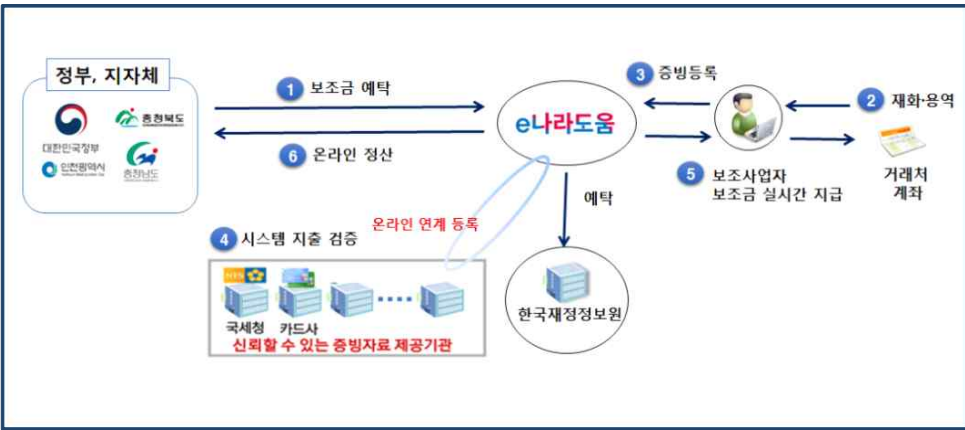 정부, 지자체
대한민국정부
충청북도
인천광역시
충청남도
1 보조금 예탁
6 온라인 정산
e나라도움
3 증빙등록
2 재화·용역
거래처
계좌
5 보조사업자
보조금 실시간 지급
예탁
한국재정정보원
온라인 연계 등록
4 시스템 지출 검증
NTS
국세청
카드사
신뢰할 수 있는 증빙자료 제공기관